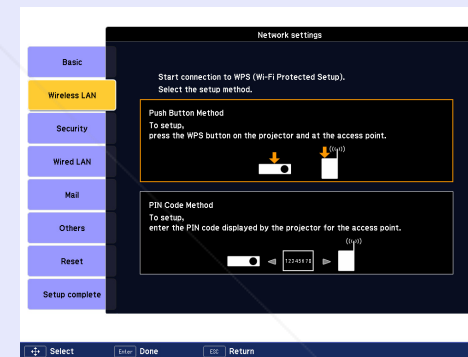 Network settings
Basic
Wireless LAN
Security
Wired LAN
Mail
Others
Reset
Setup complete
Start connection to WPS (Wi-Fi Protected Setup).
Select the setup method.
Push Button Method
To setup,
press the WPS button on the projector and at the access point.
PIN Code Method
To setup,
enter the PIN code displayed by the projector for the access point.
12345678
Select Enter Done ESC Return